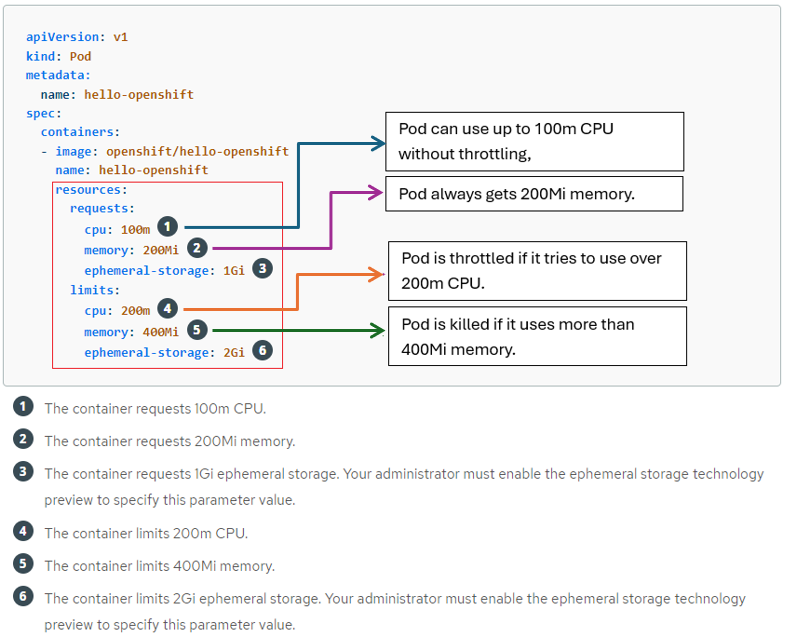 apiVersion: v1
kind: Pod
metadata:
name: hello-openshift
spec:
containers:
- image: openshift/hello-openshift
name: hello-openshift
resources:
requests:
cpu: 100m 1
memory: 200Mi 2
ephemeral-storage: 1Gi 3
limits:
cpu: 200m 4
memory: 400Mi 5
ephemeral-storage: 2Gi 6
Pod can use up to 100m CPU
without throttling,
Pod always gets 200Mi memory.
Pod is throttled if it tries to use over
200m CPU.
Pod is killed if it uses more than
400Mi memory.
1 The container requests 100m CPU.
2 The container requests 200Mi memory.
3 The container requests 1Gi ephemeral storage. Your administrator must enable the ephemeral storage technology
preview to specify this parameter value.
4 The container limits 200m CPU.
5 The container limits 400Mi memory.
6 The container limits 2Gi ephemeral storage. Your administrator must enable the ephemeral storage technology
preview to specify this parameter value.